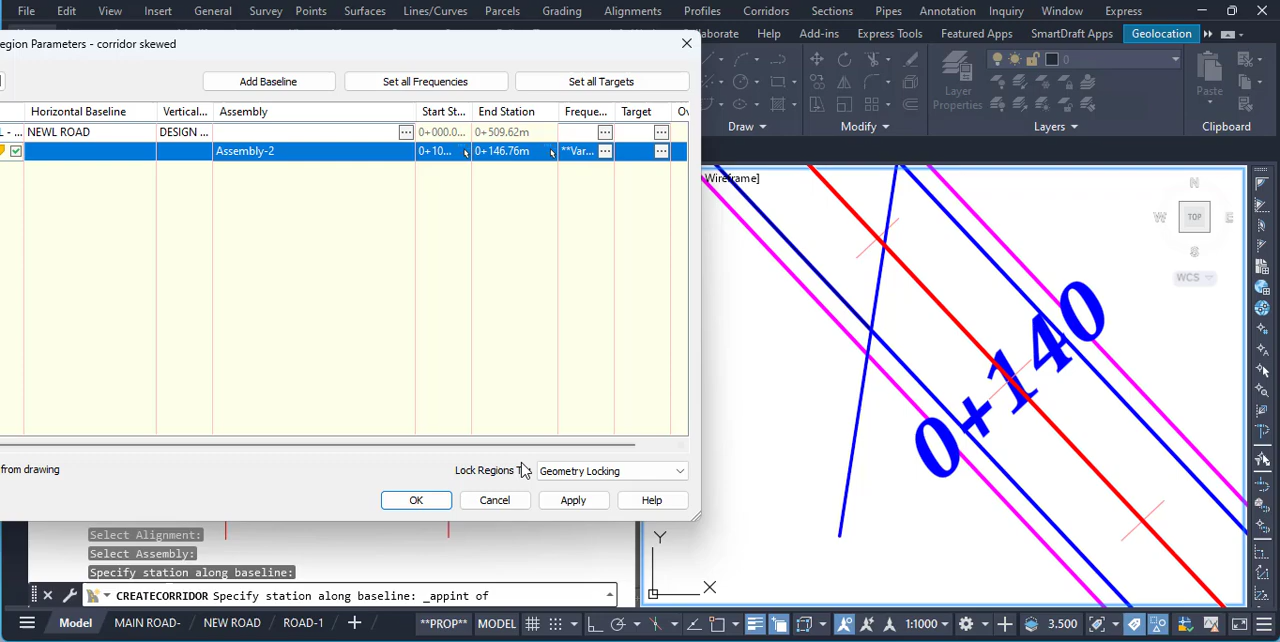 File Edit View Insert General Survey Points Surfaces Lines/Curves Parcels Grading Alignments Profiles Corridors Sections Pipes Annotation Inquiry Window Express
egion Parameters - corridor skewed
Help Add-ins Express Tools Featured Apps SmartDraft Apps Geolocation
Add Baseline Set all Frequencies Set all Targets
0
Layer Properties
Paste
Draw Modify Layers Clipboard
Horizontal Baseline Vertical... Assembly Start St... End Station Freque... Target
NEWL ROAD DESIGN ... 0+000.0... 0+509.62m
Assembly-2 0+10... 0+146.76m **Var...
Wireframe]
N
W TOP E
S
WCS
0+140
from drawing
Geometry Locking
OK Cancel Apply Help
Select Alignment:
Select Assembly:
Specify station along baseline:
CREATECORRIDOR Specify station along baseline: _appint of
Y
X
Model MAIN ROAD- NEW ROAD ROAD-1 + **PROP** MODEL 1:1000 3.500